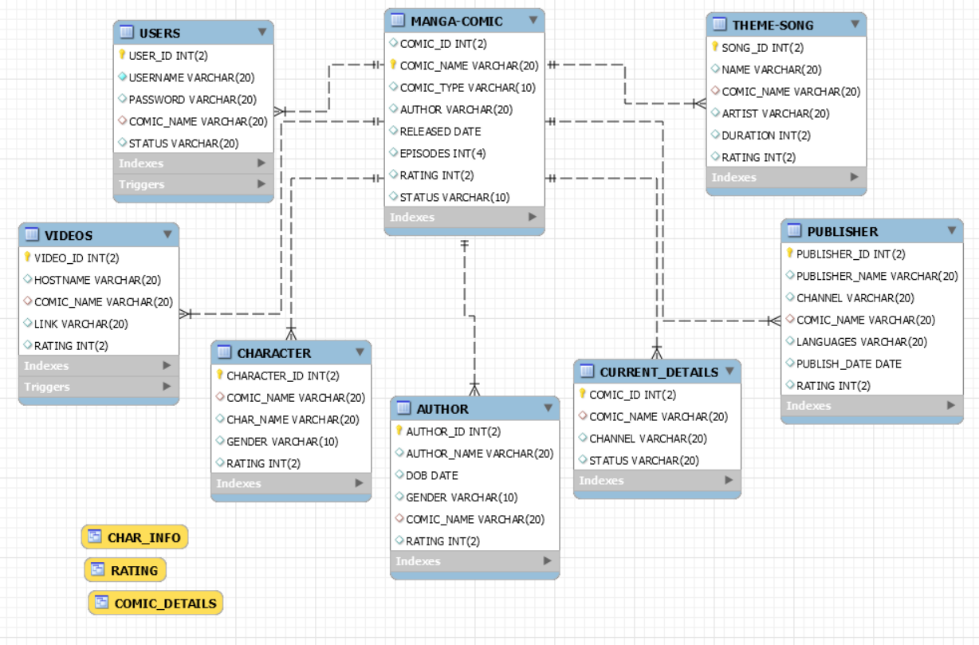 USERS
USER_ID INT(2)
USERNAME VARCHAR(20)
PASSWORD VARCHAR(20)
COMIC_NAME VARCHAR(20)
STATUS VARCHAR(20)
Indexes
Triggers
MANGA-COMIC
COMIC_ID INT(2)
COMIC_NAME VARCHAR(20)
COMIC_TYPE VARCHAR(10)
AUTHOR VARCHAR(20)
RELEASED DATE
EPISODES INT(4)
RATING INT(2)
STATUS VARCHAR(10)
Indexes
THEME-SONG
SONG_ID INT(2)
NAME VARCHAR(20)
COMIC_NAME VARCHAR(20)
ARTIST VARCHAR(20)
DURATION INT(2)
RATING INT(2)
Indexes
VIDEOS
VIDEO_ID INT(2)
HOSTNAME VARCHAR(20)
COMIC_NAME VARCHAR(20)
LINK VARCHAR(20)
RATING INT(2)
Indexes
Triggers
CHARACTER
CHARACTER_ID INT(2)
COMIC_NAME VARCHAR(20)
CHAR_NAME VARCHAR(20)
GENDER VARCHAR(10)
RATING INT(2)
Indexes
AUTHOR
AUTHOR_ID INT(2)
AUTHOR_NAME VARCHAR(20)
DOB DATE
GENDER VARCHAR(10)
COMIC_NAME VARCHAR(20)
RATING INT(2)
Indexes
CURRENT_DETAILS
COMIC_ID INT(2)
COMIC_NAME VARCHAR(20)
CHANNEL VARCHAR(20)
STATUS VARCHAR(20)
Indexes
PUBLISHER
PUBLISHER_ID INT(2)
PUBLISHER_NAME VARCHAR(20)
CHANNEL VARCHAR(20)
COMIC_NAME VARCHAR(20)
LANGUAGES VARCHAR(20)
PUBLISH_DATE DATE
RATING INT(2)
Indexes
CHAR_INFO
RATING
COMIC_DETAILS